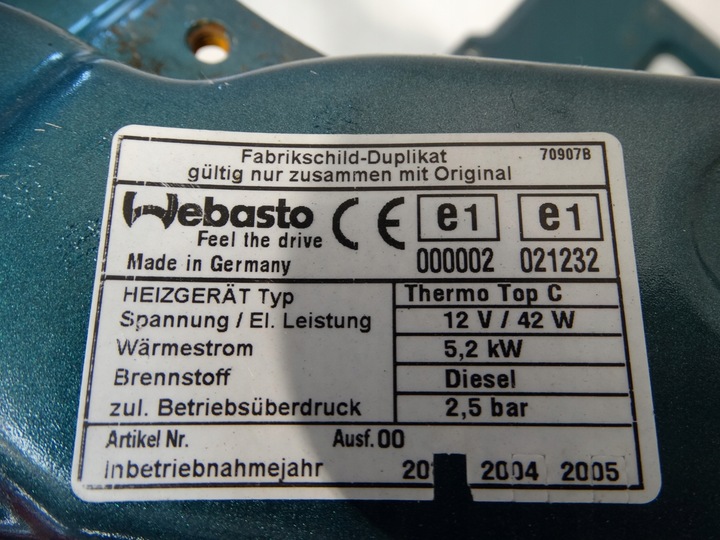 Fabrikschild-Duplikat 70907B
gültig nur zusammen mit Original
Webasto
Feel the drive
CE e1 e1
Made in Germany 000002 021232
HEIZGERÄT Typ Thermo Top C
Spannung / El. Leistung 12 V / 42 W
Wärmestrom 5,2 kW
Brennstoff Diesel
zul. Betriebsüberdruck 2,5 bar
Artikel Nr. Ausf.00
Inbetriebnahmejahr 2004 2005